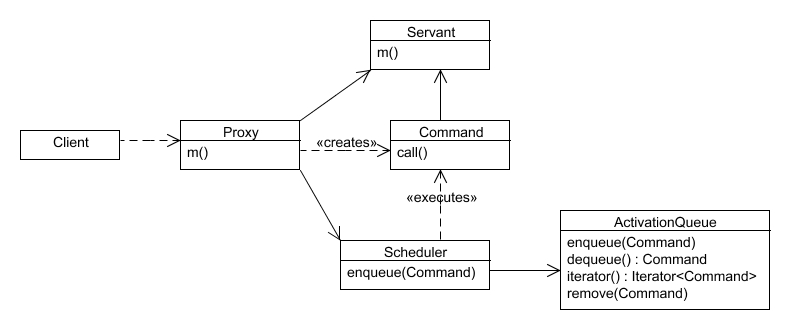 Servant
m()
Client
Proxy
m()
«creates»
Command
call()
«executes»
Scheduler
enqueue(Command)
ActivationQueue
enqueue(Command)
dequeue() : Command
iterator() : Iterator<Command>
remove(Command)